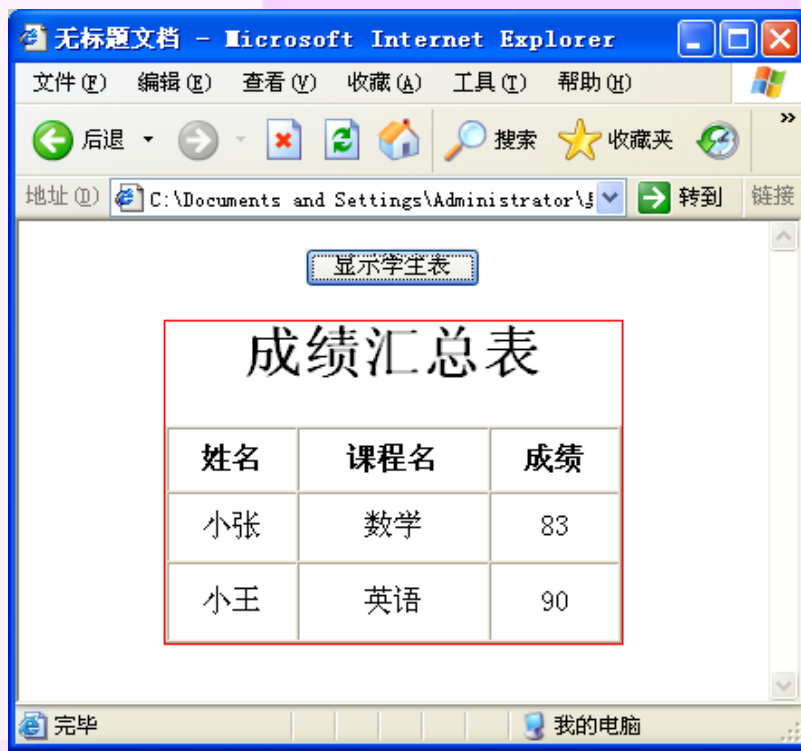 无标题文档 - Microsoft Internet Explorer
文件(F) 编辑(E) 查看(V) 收藏(A) 工具(T) 帮助(H)
后退 搜索 收藏夹 »
地址(D) C:\Documents and Settings\Administrator\ 转到 链接
显示学生表
成绩汇总表
姓名 课程名 成绩
小张 数学 83
小王 英语 90
完毕 我的电脑